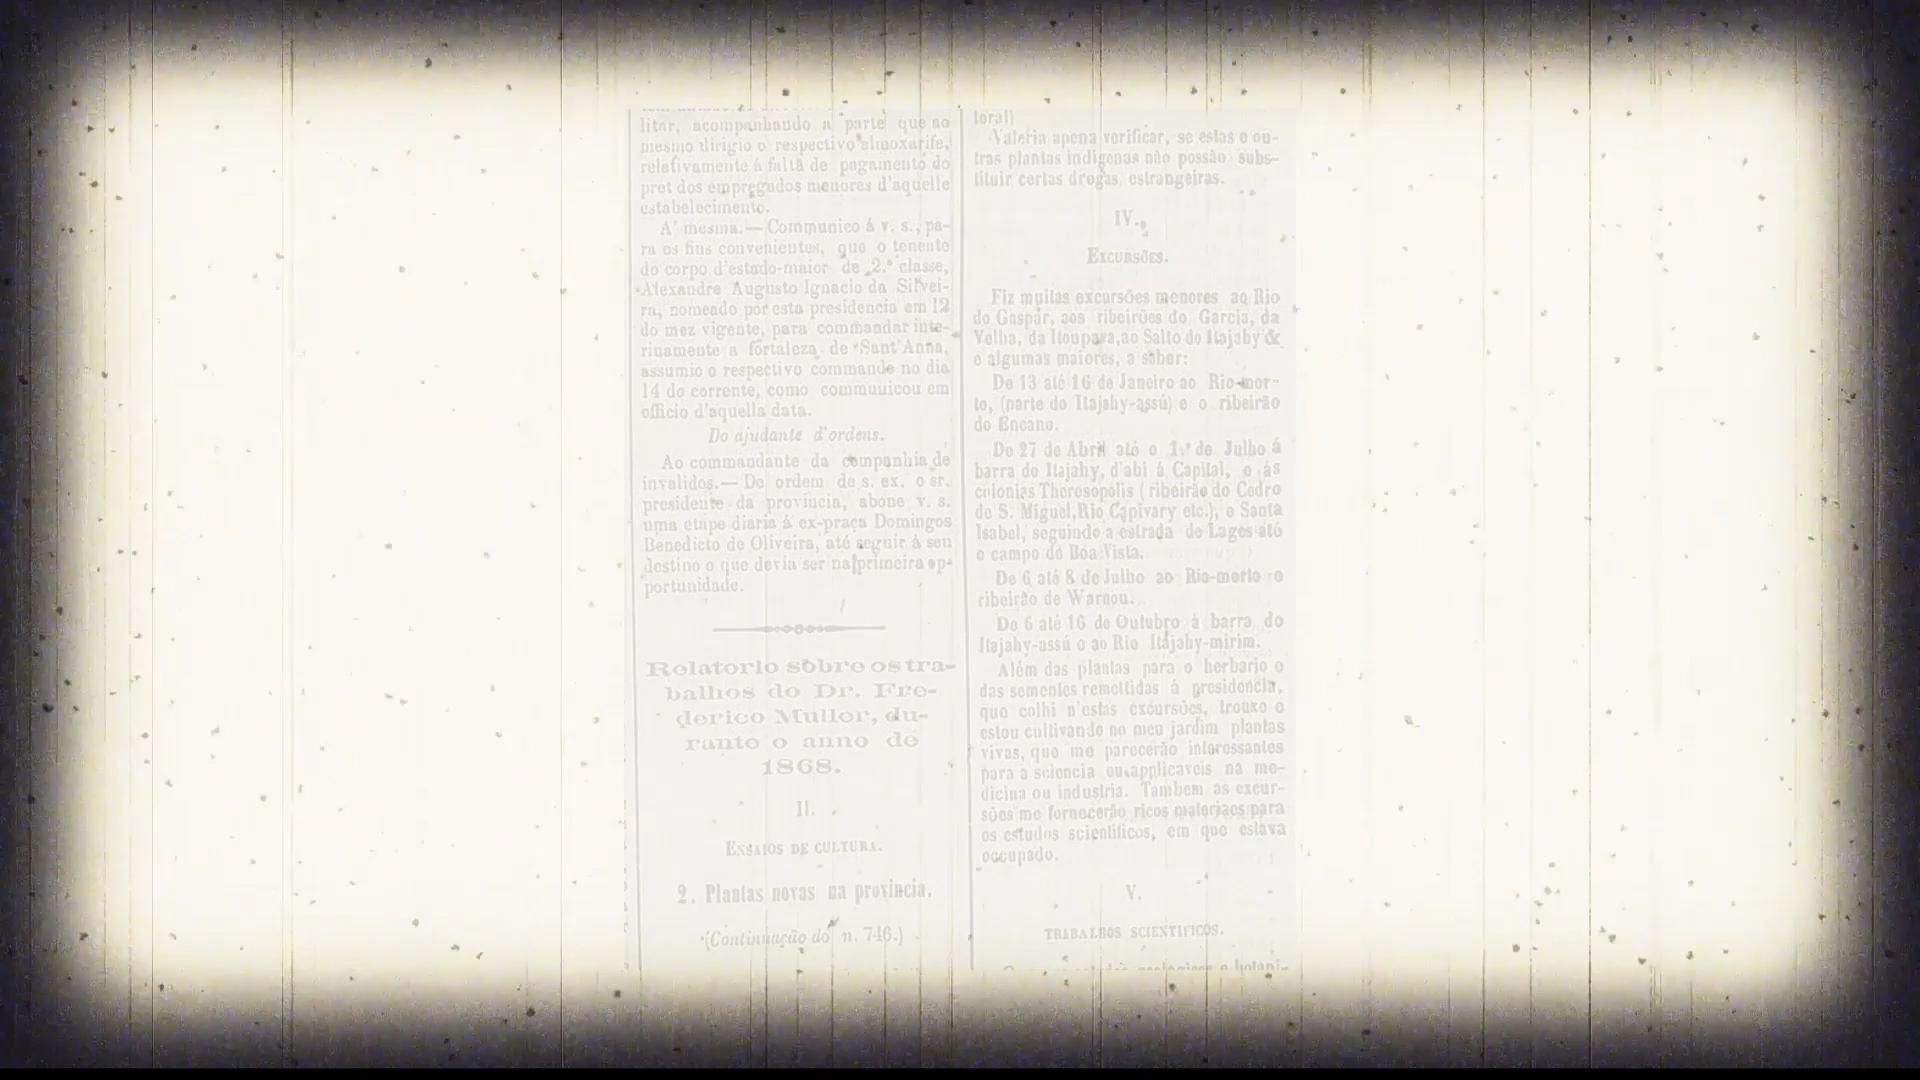 litar, acompanhando a parte que ao
mesmo dirigio o respectivo almoxarife,
relativamente á falta de pagamento do
pret dos empregados menores d'aquelle
estabelecimento.
A' mesma.— Communico á v. s., pa-
ra os fins convenientes, que o tenente
do corpo d'estado-maior de 2.ª classe,
Alexandre Augusto Ignacio da Silvei-
ra, nomeado por esta presidencia em 12
do mez vigente, para commandar inte-
rinamente a fortaleza de Sant'Anna,
assumio o respectivo commando no dia
14 do corrente, como communicou em
officio d'aquella data.
Do ajudante d'ordens.
Ao commandante da companhia de
invalidos.— De ordem de s. ex. o sr.
presidente da provincia, abone v. s.
uma etape diaria á ex-praça Domingos
Benedicto de Oliveira, até seguir á seu
destino o que devia ser na primeira op-
portunidade.
Relatorio sobre os tra-
balhos do Dr. Fre-
derico Muller, du-
rante o anno de
1868.
II.
ENSAIOS DE CULTURA.
2. Plantas novas na provincia.
(Continuação do n. 746.)
toral)
Valeria apena verificar, se estas e ou-
tras plantas indigenas não possão subs-
tituir certas drogas estrangeiras.
IV.
EXCURSÕES.
Fiz muitas excursões menores ao Rio
do Gaspar, aos ribeirões do Garcia, da
Velha, da Itoupava, ao Salto do Itajahy &
e algumas maiores, a saber:
De 13 até 16 de Janeiro ao Rio-mor-
to, (parte do Itajahy-assú) e o ribeirão
do Encano.
De 27 de Abril até o 1.º de Julho á
barra do Itajahy, d'ahi á Capital, e ás
colonias Theresopolis (ribeirão do Cedro
de S. Miguel, Rio Capivary etc.), e Santa
Isabel, seguindo a estrada de Lages até
o campo da Boa Vista.
De 6 até 8 de Julho ao Rio-morto e
ribeirão de Warnou.
De 6 até 16 de Outubro á barra do
Itajahy-assú e ao Rio Itajahy-mirim.
Além das plantas para o herbario e
das sementes remettidas á presidencia,
que colhi n'estas excursões, trouxe e
estou cultivando no meu jardim plantas
vivas, que me parecerão interessantes
para a sciencia ou applicaveis na me-
dicina ou industria. Tambem as excur-
sões me fornecerão ricos materiaes para
os estudos scientificos, em que estava
occupado.
V.
TRABALHOS SCIENTIFICOS.